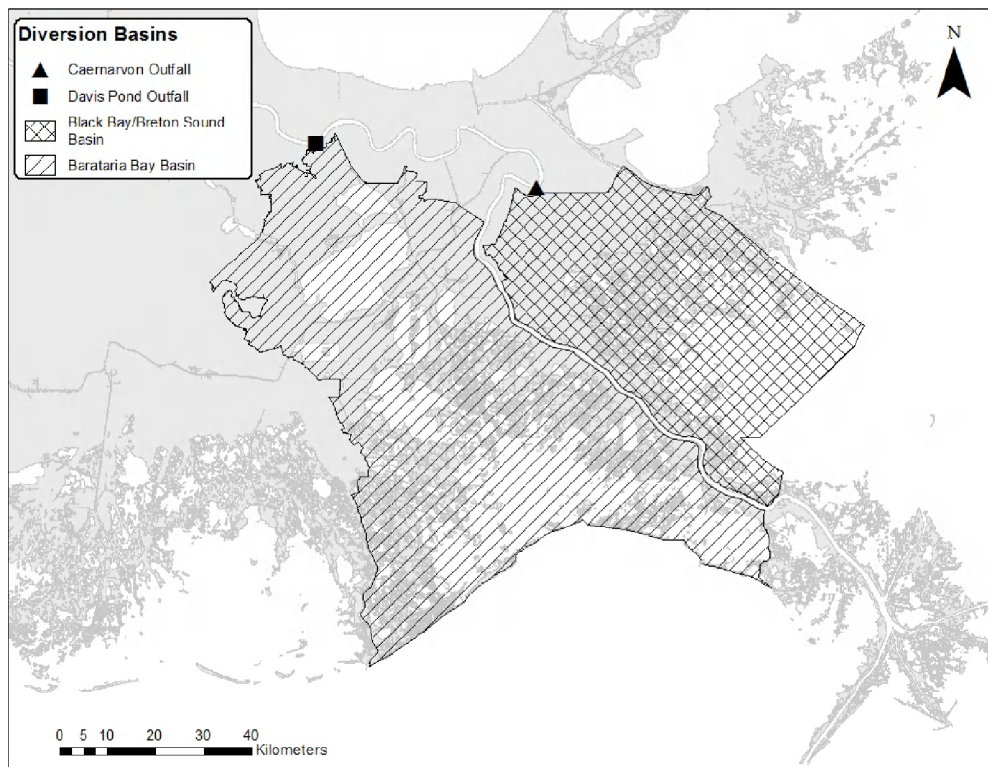 Diversion Basins
Caernarvon Outfall
Davis Pond Outfall
Black Bay/Breton Sound
Basin
Barataria Bay Basin
N
0 5 10 20 30 40
Kilometers